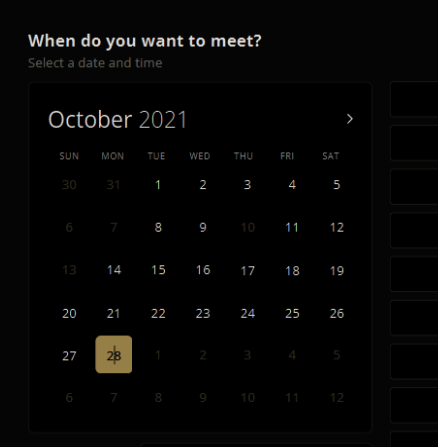 When do you want to meet?
Select a date and time
October 2021
SUN MON TUE WED THU FRI SAT
30 31 1 2 3 4 5
6 7 8 9 10 11 12
13 14 15 16 17 18 19
20 21 22 23 24 25 26
27 28 1 2 3 4 5
6 7 8 9 10 11 12